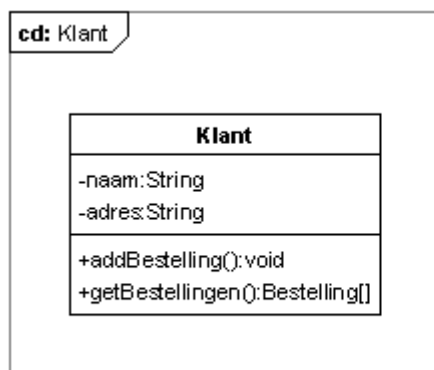 cd: Klant
Klant
-naam:String
-adres:String
+addBestelling():void
+getBestellingen():Bestelling[]